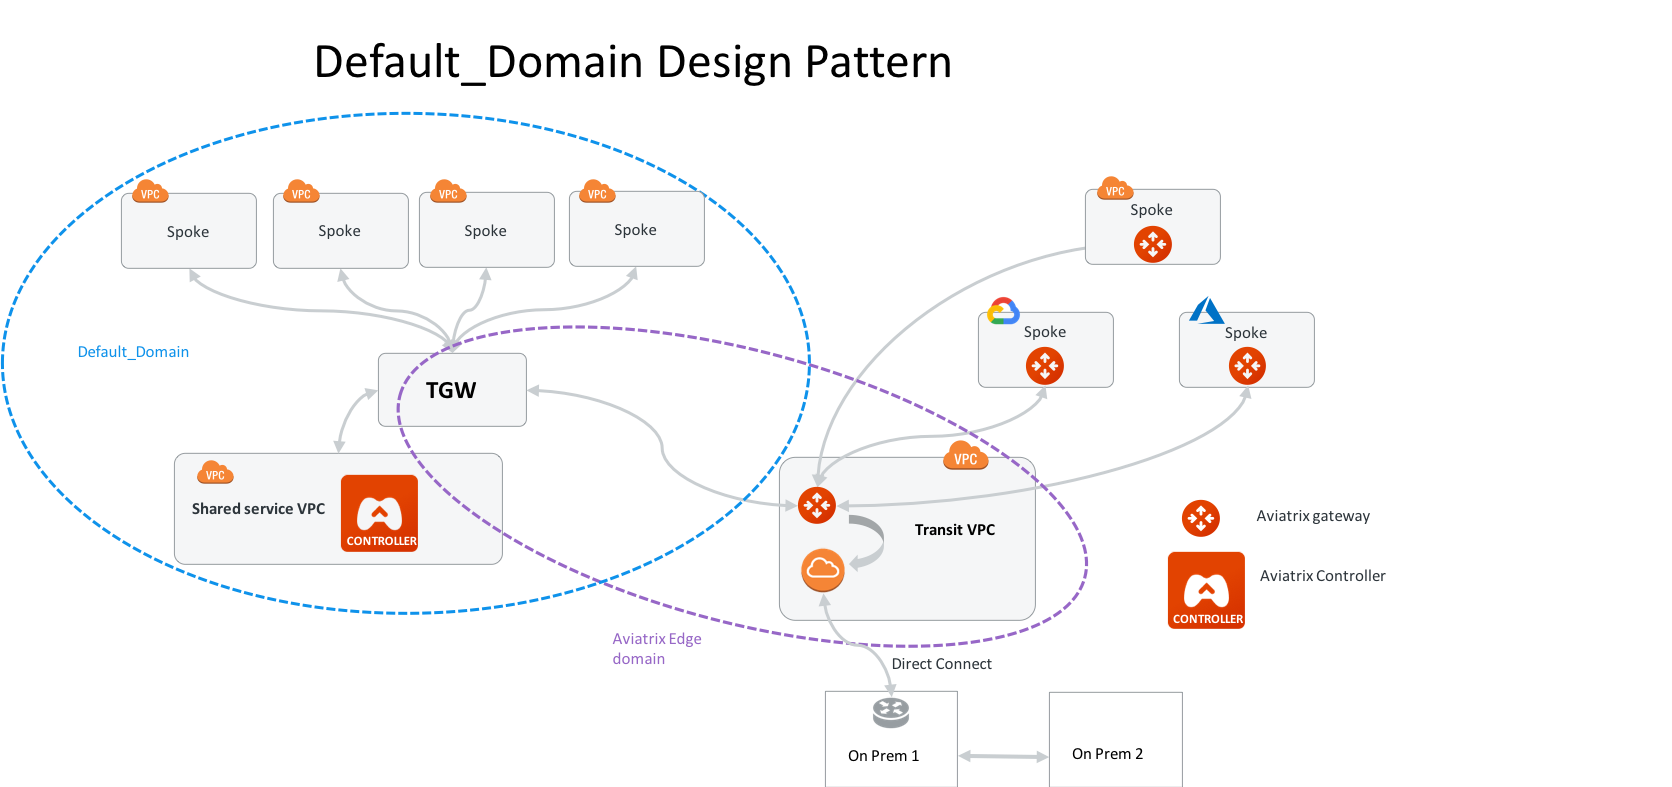 Default_Domain Design Pattern
VPC
VPC
VPC
VPC
Spoke
Spoke
Spoke
Spoke
VPC
Spoke
Spoke
Spoke
Default_Domain
TGW
VPC
Shared service VPC
CONTROLLER
VPC
Transit VPC
Aviatrix gateway
Aviatrix Controller
CONTROLLER
Aviatrix Edge
domain
Direct Connect
On Prem 1
On Prem 2